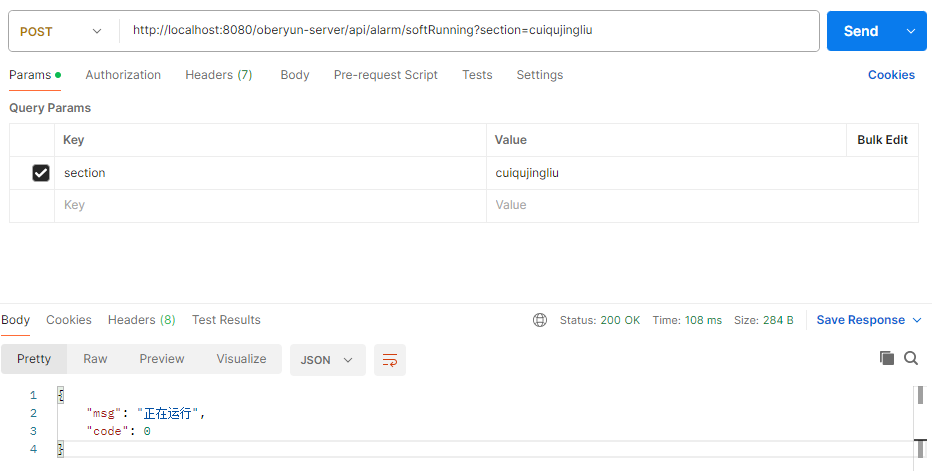 POST http://localhost:8080/oberyun-server/api/alarm/softRunning?section=cuiqujingliu Send
Params Authorization Headers (7) Body Pre-request Script Tests Settings Cookies
Query Params
Key Value Bulk Edit
section cuiqujingliu
Key Value
Body Cookies Headers (8) Test Results Status: 200 OK Time: 108 ms Size: 284 B Save Response
Pretty Raw Preview Visualize JSON
1 {
2 "msg": "正在运行",
3 "code": 0
4 }